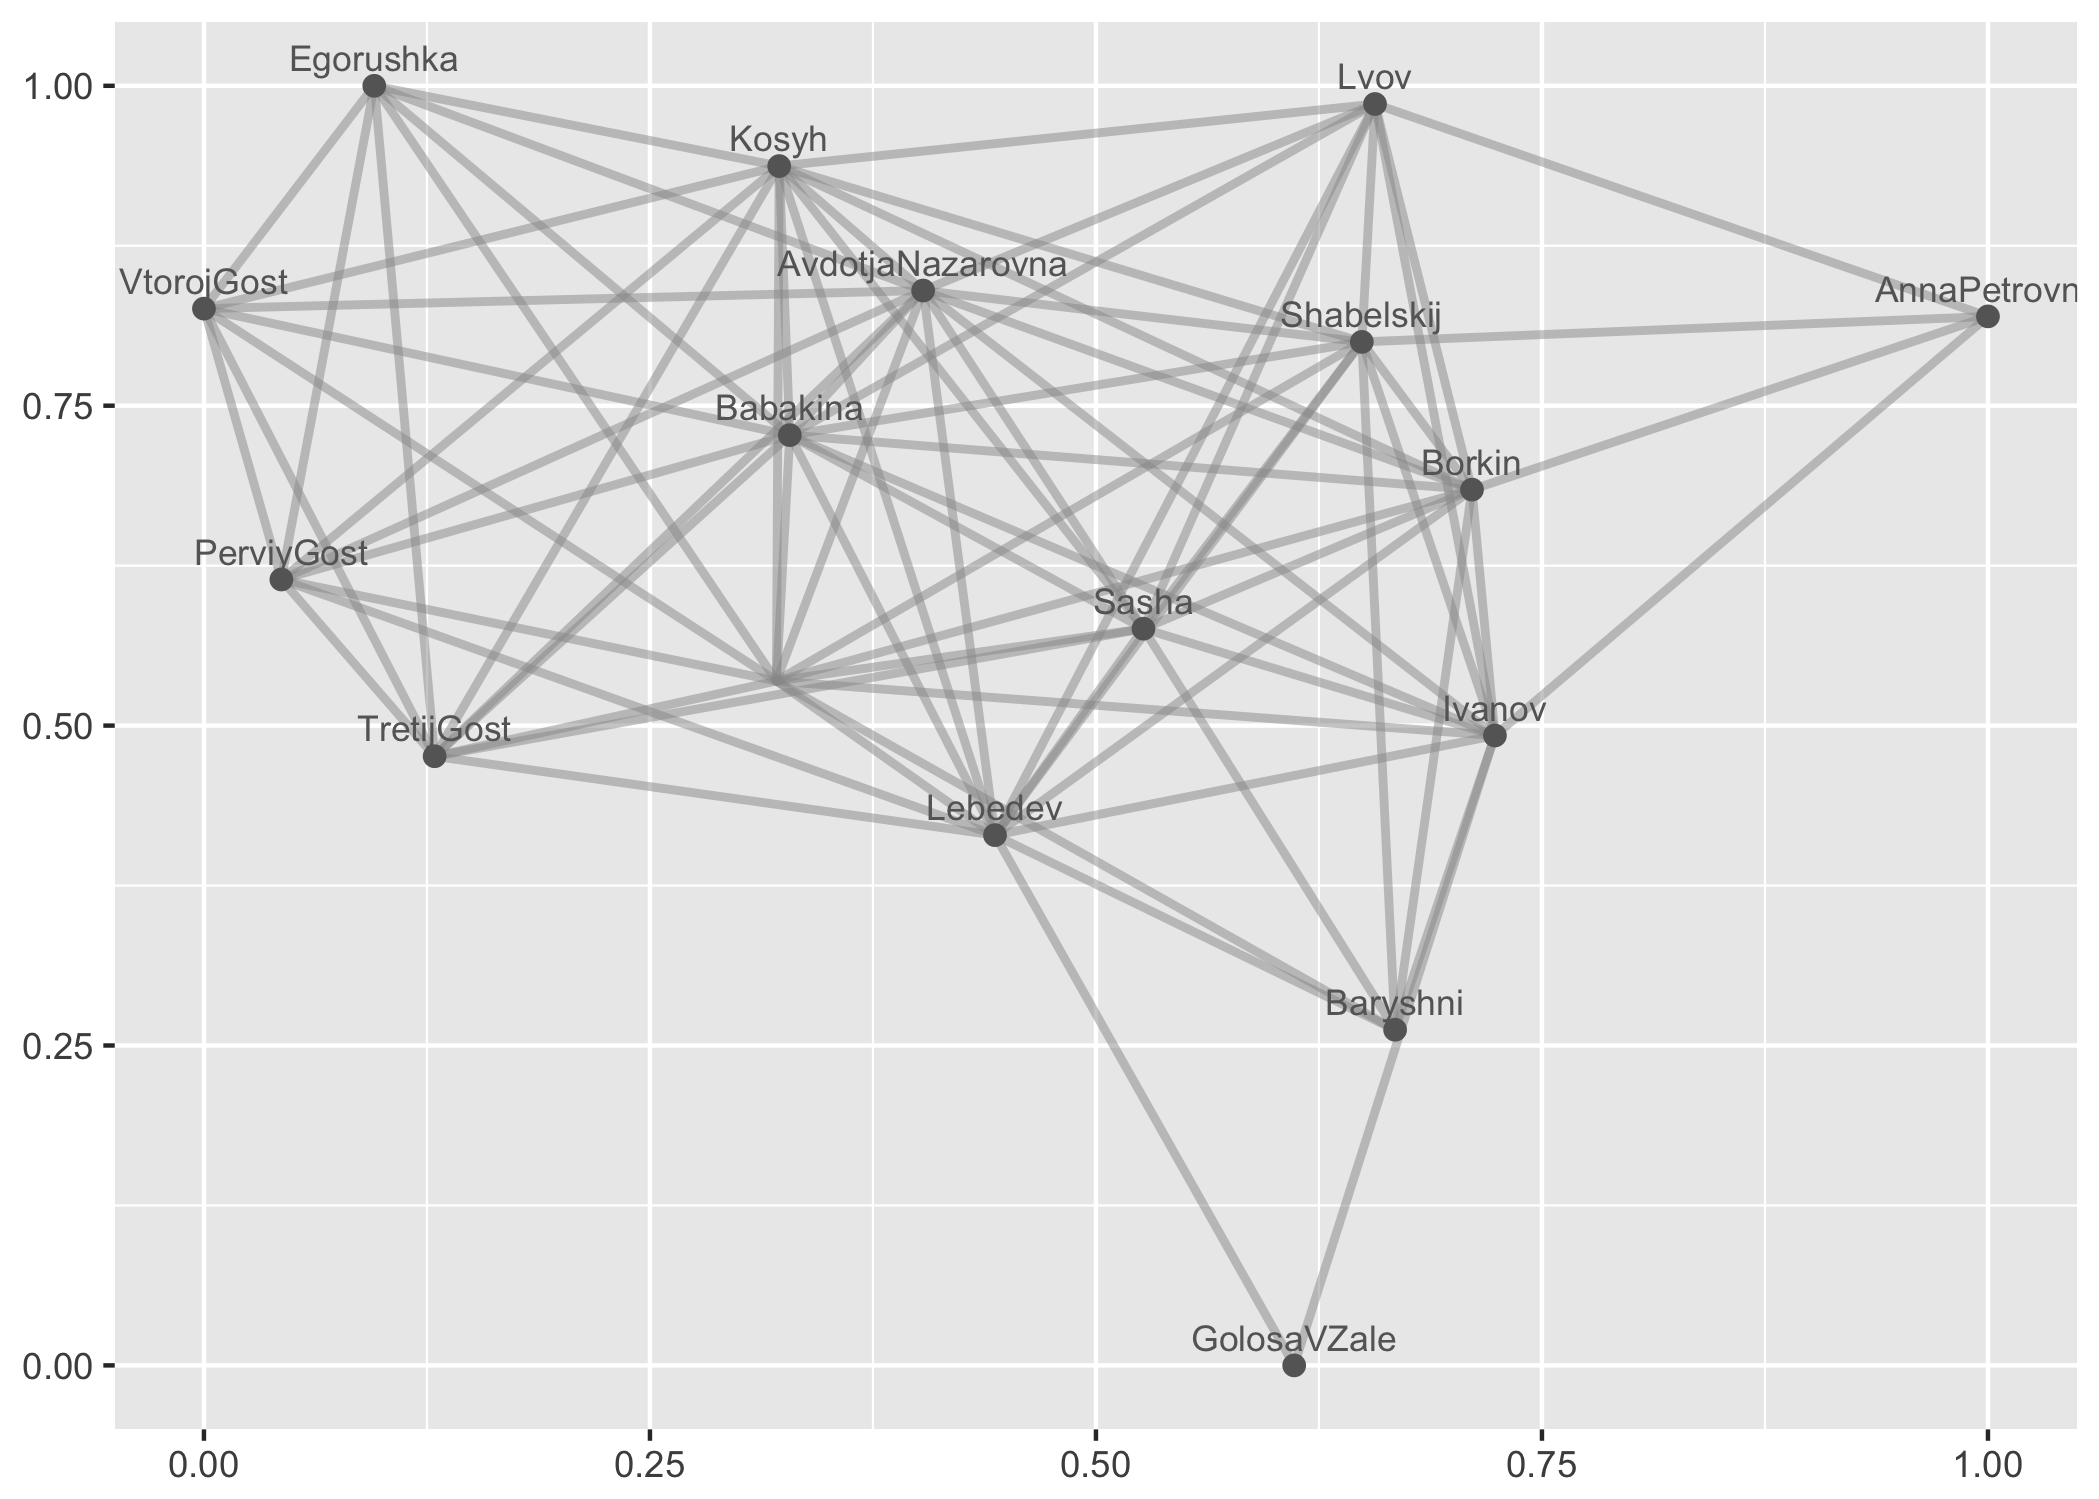 Egorushka
Lvov
1.00
Kosyh
AvdotjaNazarovna
VtorojGost
AnnaPetrovn
Shabelskij
0.75
Babakina
Borkin
PerviyGost
Sasha
0.50
TretijGost
Ivanov
Lebedev
Baryshni
0.25
GolosaVZale
0.00
0.00 0.25 0.50 0.75 1.00